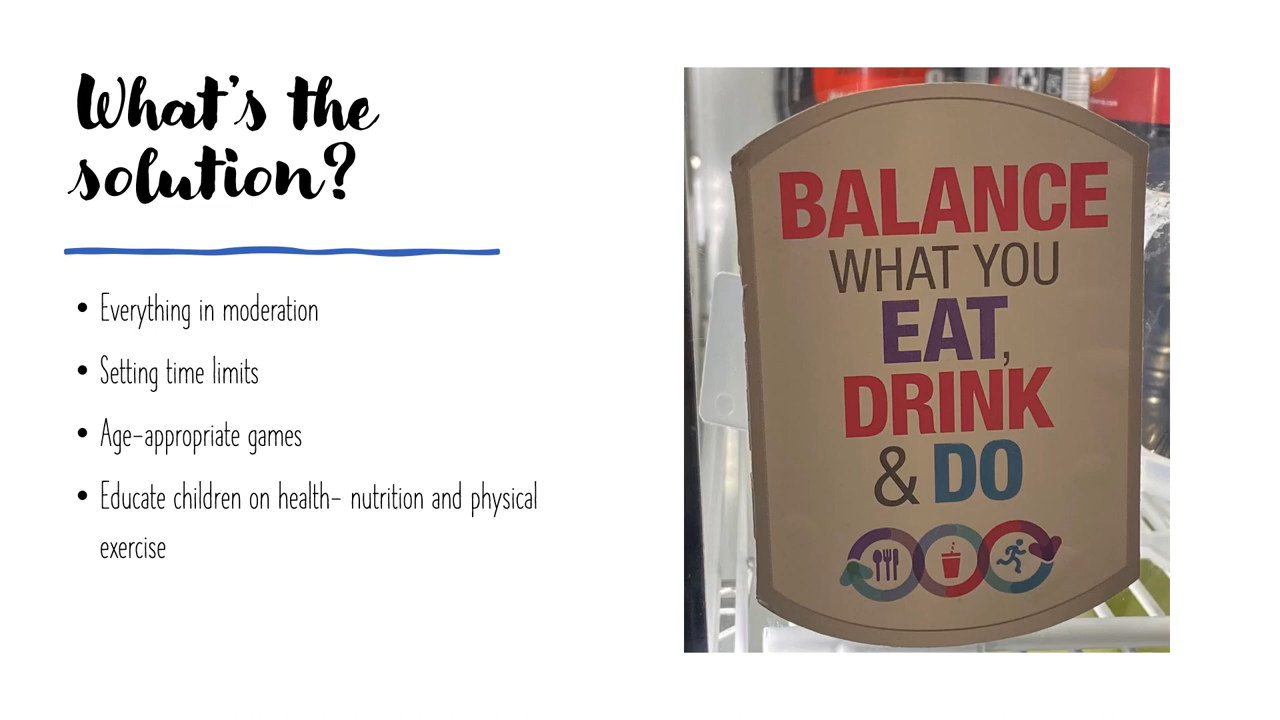 What's the
solution?
• Everything in moderation
• Setting time limits
• Age-appropriate games
• Educate children on health- nutrition and physical
exercise
BALANCE
WHAT YOU
EAT,
DRINK
& DO